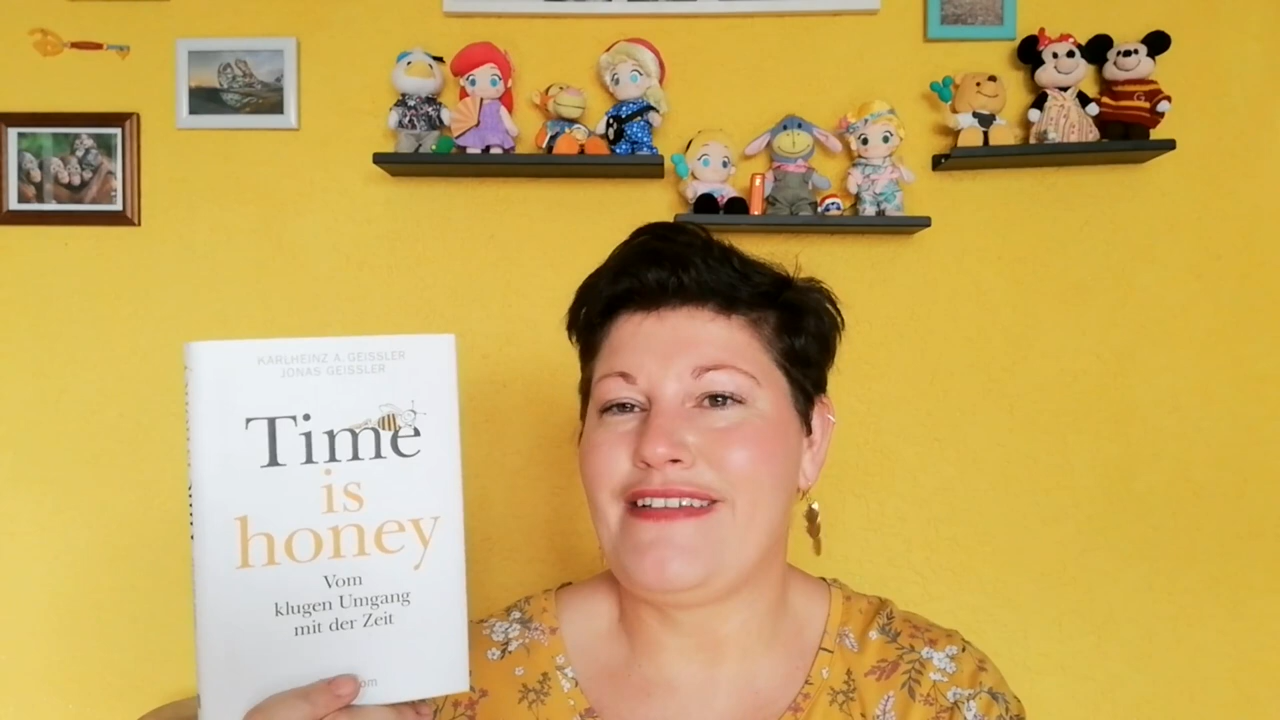 KARLHEINZ A. GEISSLER
JONAS GEISSLER
Time
is
honey
Vom
klugen Umgang
mit der Zeit